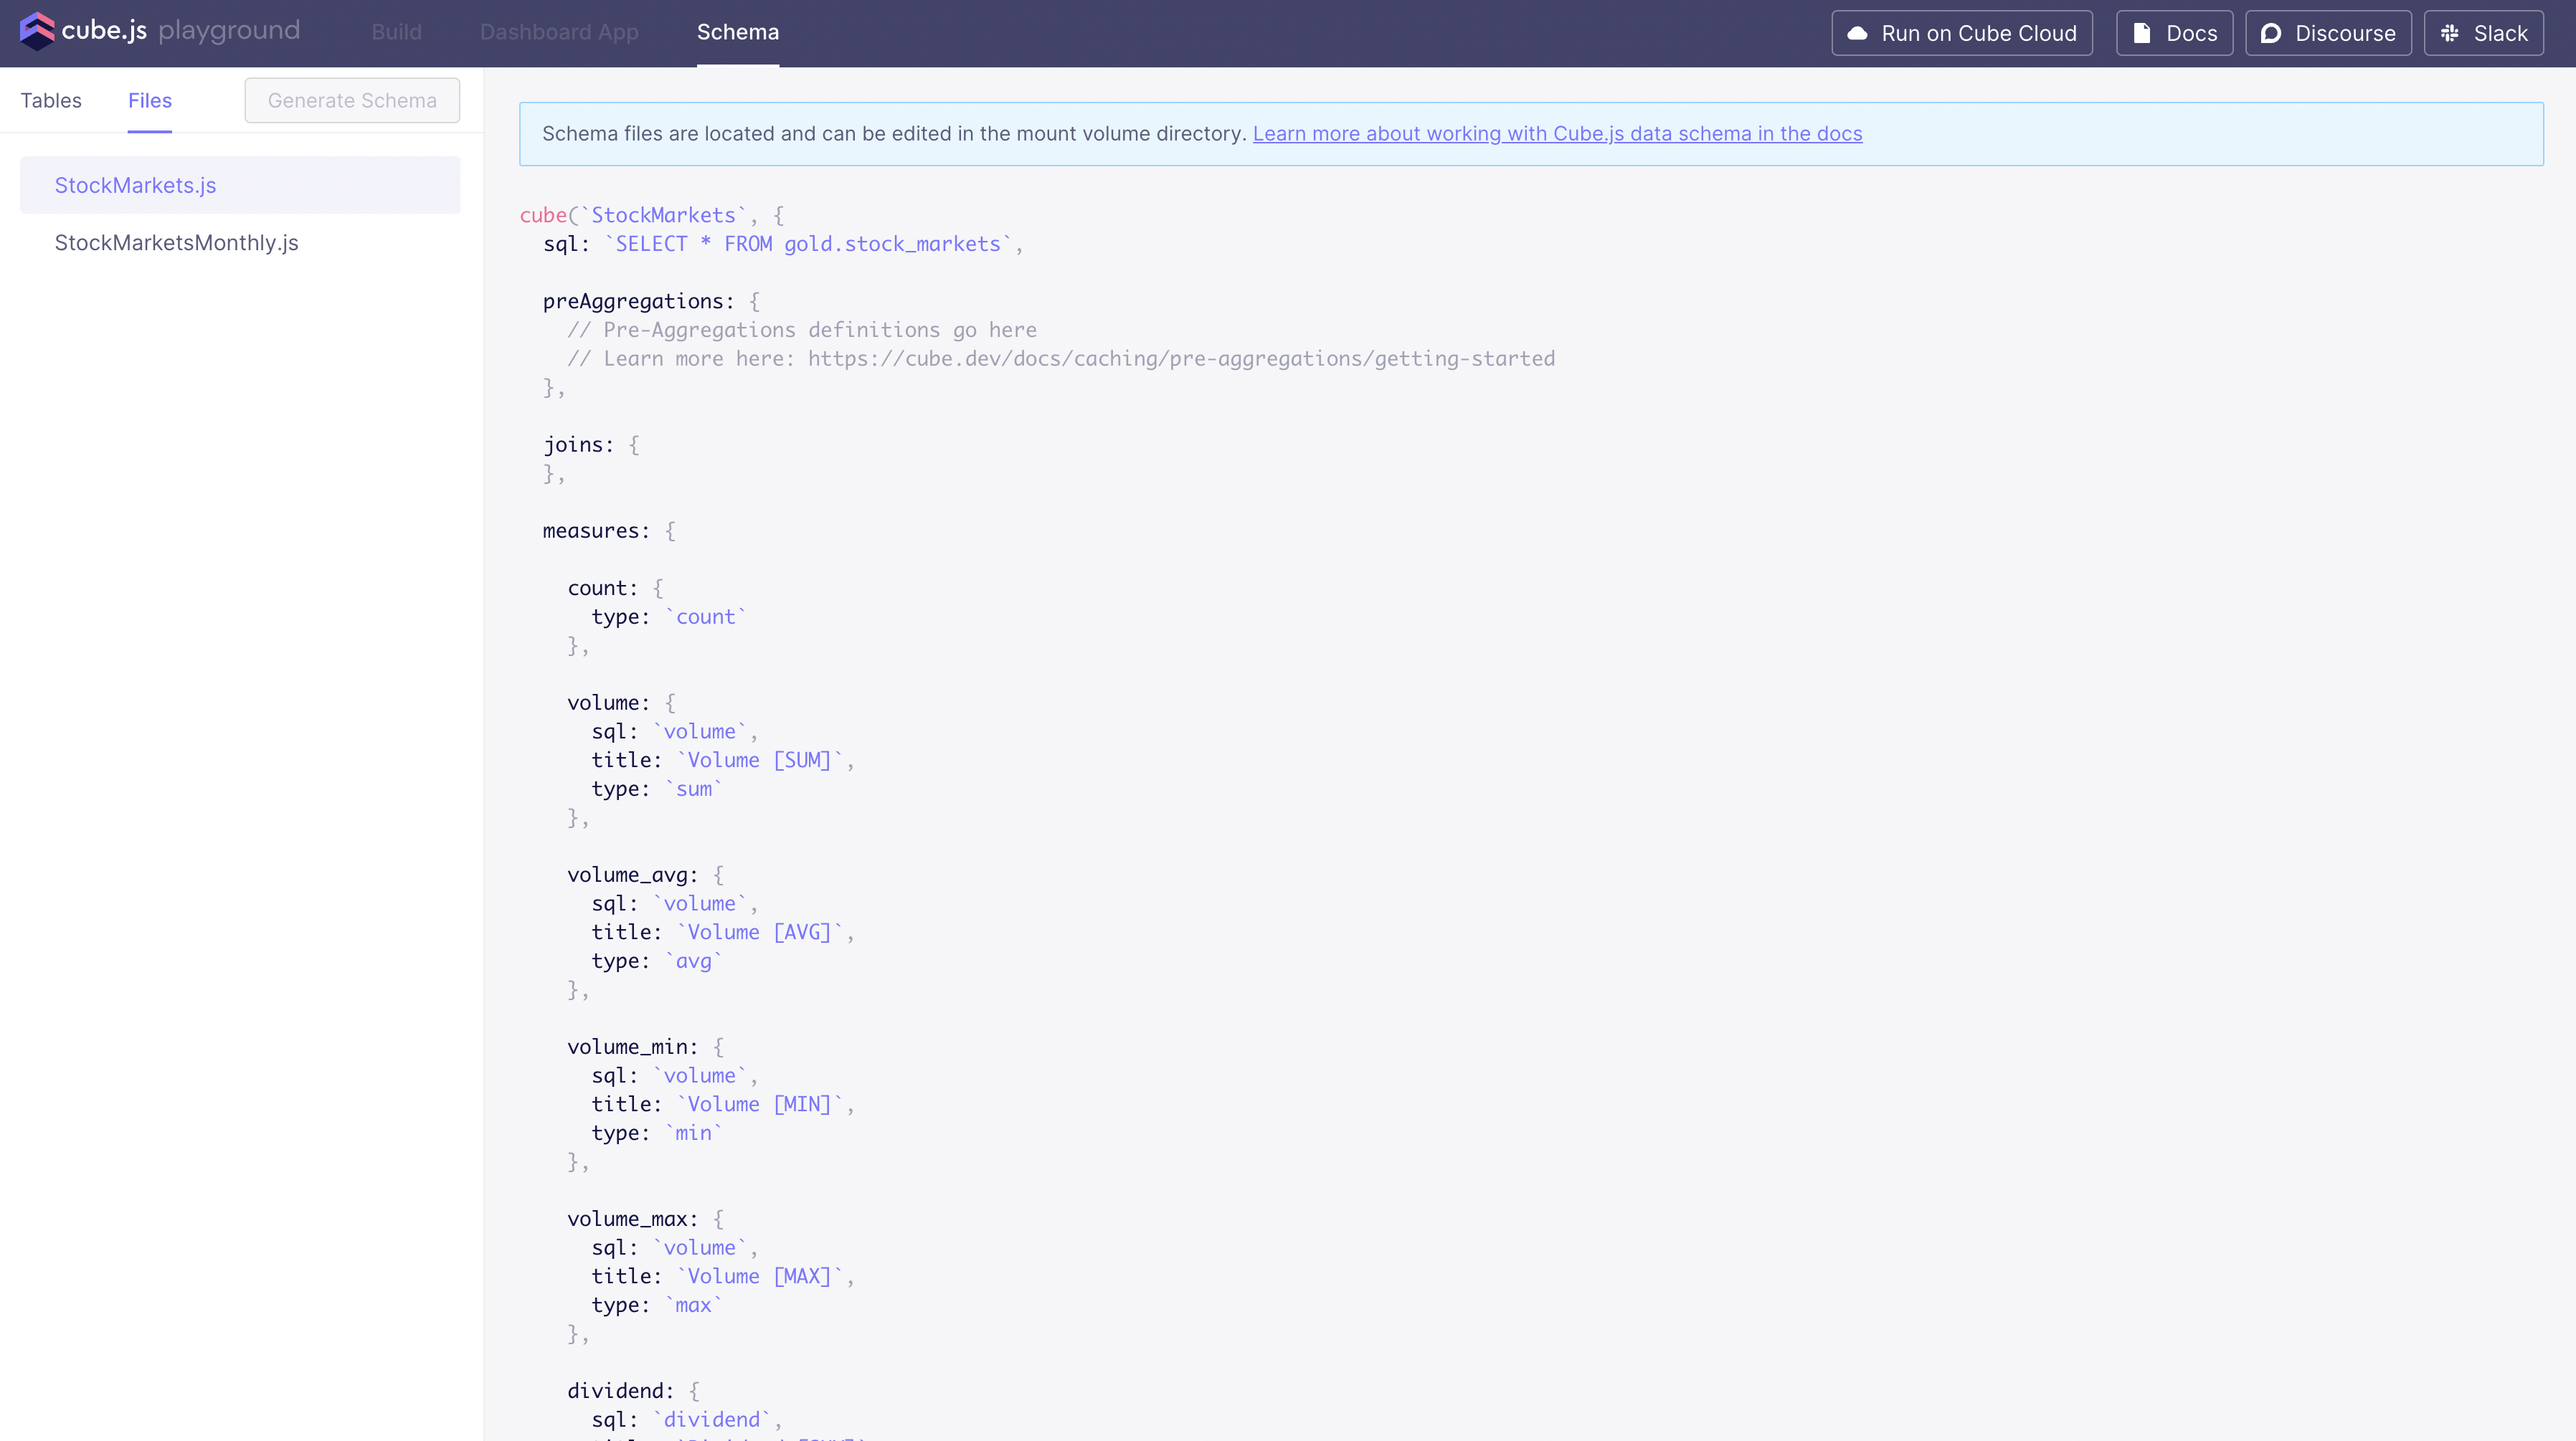 cube.js playground Build Dashboard App Schema Run on Cube Cloud Docs Discourse Slack
Tables Files Generate Schema
StockMarkets.js
StockMarketsMonthly.js
Schema files are located and can be edited in the mount volume directory. Learn more about working with Cube.js data schema in the docs
cube(`StockMarkets`, {
  sql: `SELECT * FROM gold.stock_markets`,
  preAggregations: {
    // Pre-Aggregations definitions go here
    // Learn more here: https://cube.dev/docs/caching/pre-aggregations/getting-started
  },
  joins: {
  },
  measures: {
    count: {
      type: `count`
    },
    volume: {
      sql: `volume`,
      title: `Volume [SUM]`,
      type: `sum`
    },
    volume_avg: {
      sql: `volume`,
      title: `Volume [AVG]`,
      type: `avg`
    },
    volume_min: {
      sql: `volume`,
      title: `Volume [MIN]`,
      type: `min`
    },
    volume_max: {
      sql: `volume`,
      title: `Volume [MAX]`,
      type: `max`
    },
    dividend: {
      sql: `dividend`,